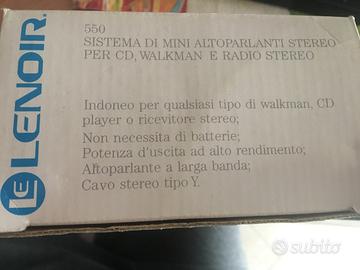 LENOIR.
550
SISTEMA DI MINI ALTOPARLANTI STEREO
PER CD, WALKMAN E RADIO STEREO
Indoneo per qualsiasi tipo di walkman, CD
player o ricevitore stereo;
Non necessita di batterie;
Potenza d'uscita ad alto rendimento;
Altoparlante a larga banda;
Cavo stereo tipo Y.
subito